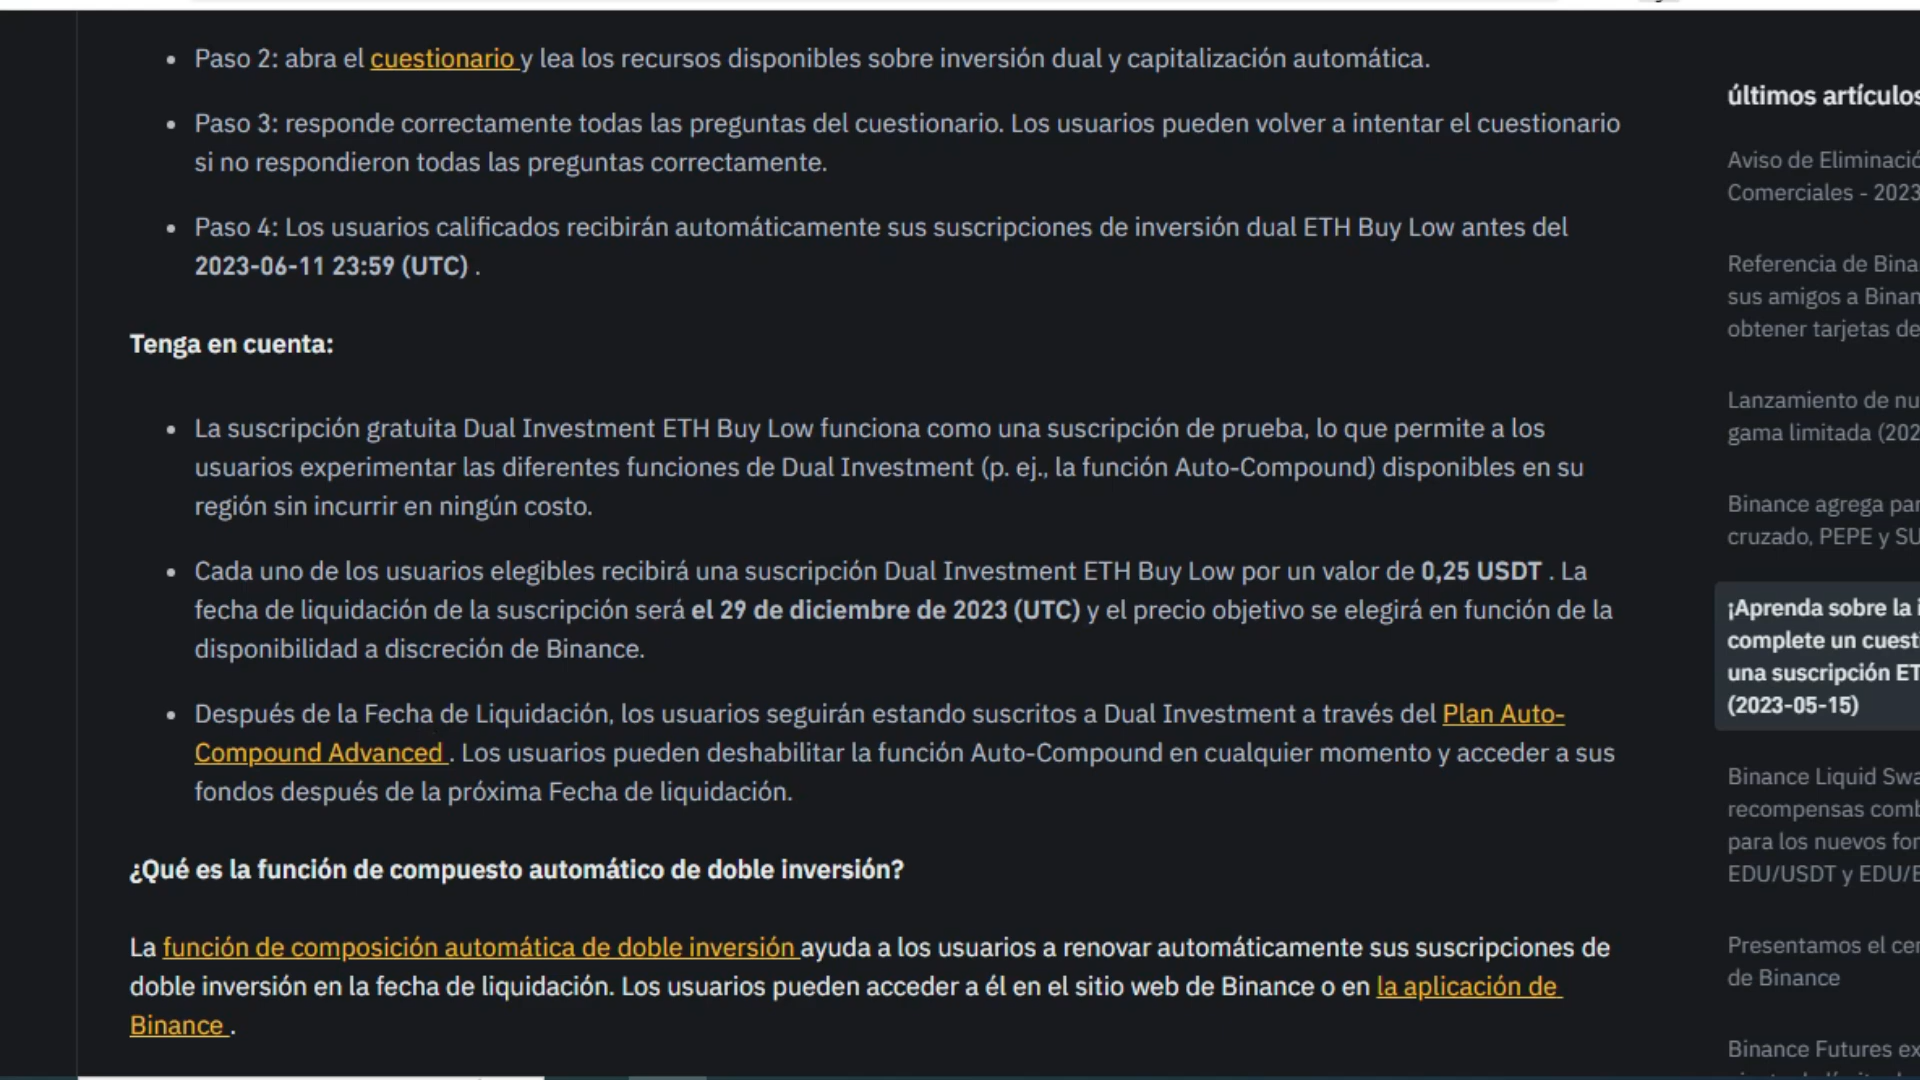 • Paso 2: abra el cuestionario y lea los recursos disponibles sobre inversión dual y capitalización automática.
• Paso 3: responde correctamente todas las preguntas del cuestionario. Los usuarios pueden volver a intentar el cuestionario
si no respondieron todas las preguntas correctamente.
• Paso 4: Los usuarios calificados recibirán automáticamente sus suscripciones de inversión dual ETH Buy Low antes del
2023-06-11 23:59 (UTC) .
Tenga en cuenta:
• La suscripción gratuita Dual Investment ETH Buy Low funciona como una suscripción de prueba, lo que permite a los
usuarios experimentar las diferentes funciones de Dual Investment (p. ej., la función Auto-Compound) disponibles en su
región sin incurrir en ningún costo.
• Cada uno de los usuarios elegibles recibirá una suscripción Dual Investment ETH Buy Low por un valor de 0,25 USDT . La
fecha de liquidación de la suscripción será el 29 de diciembre de 2023 (UTC) y el precio objetivo se elegirá en función de la
disponibilidad a discreción de Binance.
• Después de la Fecha de Liquidación, los usuarios seguirán estando suscritos a Dual Investment a través del Plan Auto-
Compound Advanced . Los usuarios pueden deshabilitar la función Auto-Compound en cualquier momento y acceder a sus
fondos después de la próxima Fecha de liquidación.
¿Qué es la función de compuesto automático de doble inversión?
La función de composición automática de doble inversión ayuda a los usuarios a renovar automáticamente sus suscripciones de
doble inversión en la fecha de liquidación. Los usuarios pueden acceder a él en el sitio web de Binance o en la aplicación de
Binance .
últimos artículos
Aviso de
Comerciales - 2023
Referencia de
sus amigos a
obtener tarjetas de
Lanzamiento de
gama limitada
Binance agrega
cruzado, PEPE y
¡Aprenda sobre la
complete un
una suscripción
(2023-05-15)
Binance Liquid
recompensas
para los nuevos
EDU/USDT y
Presentamos el
de Binance
Binance Futures